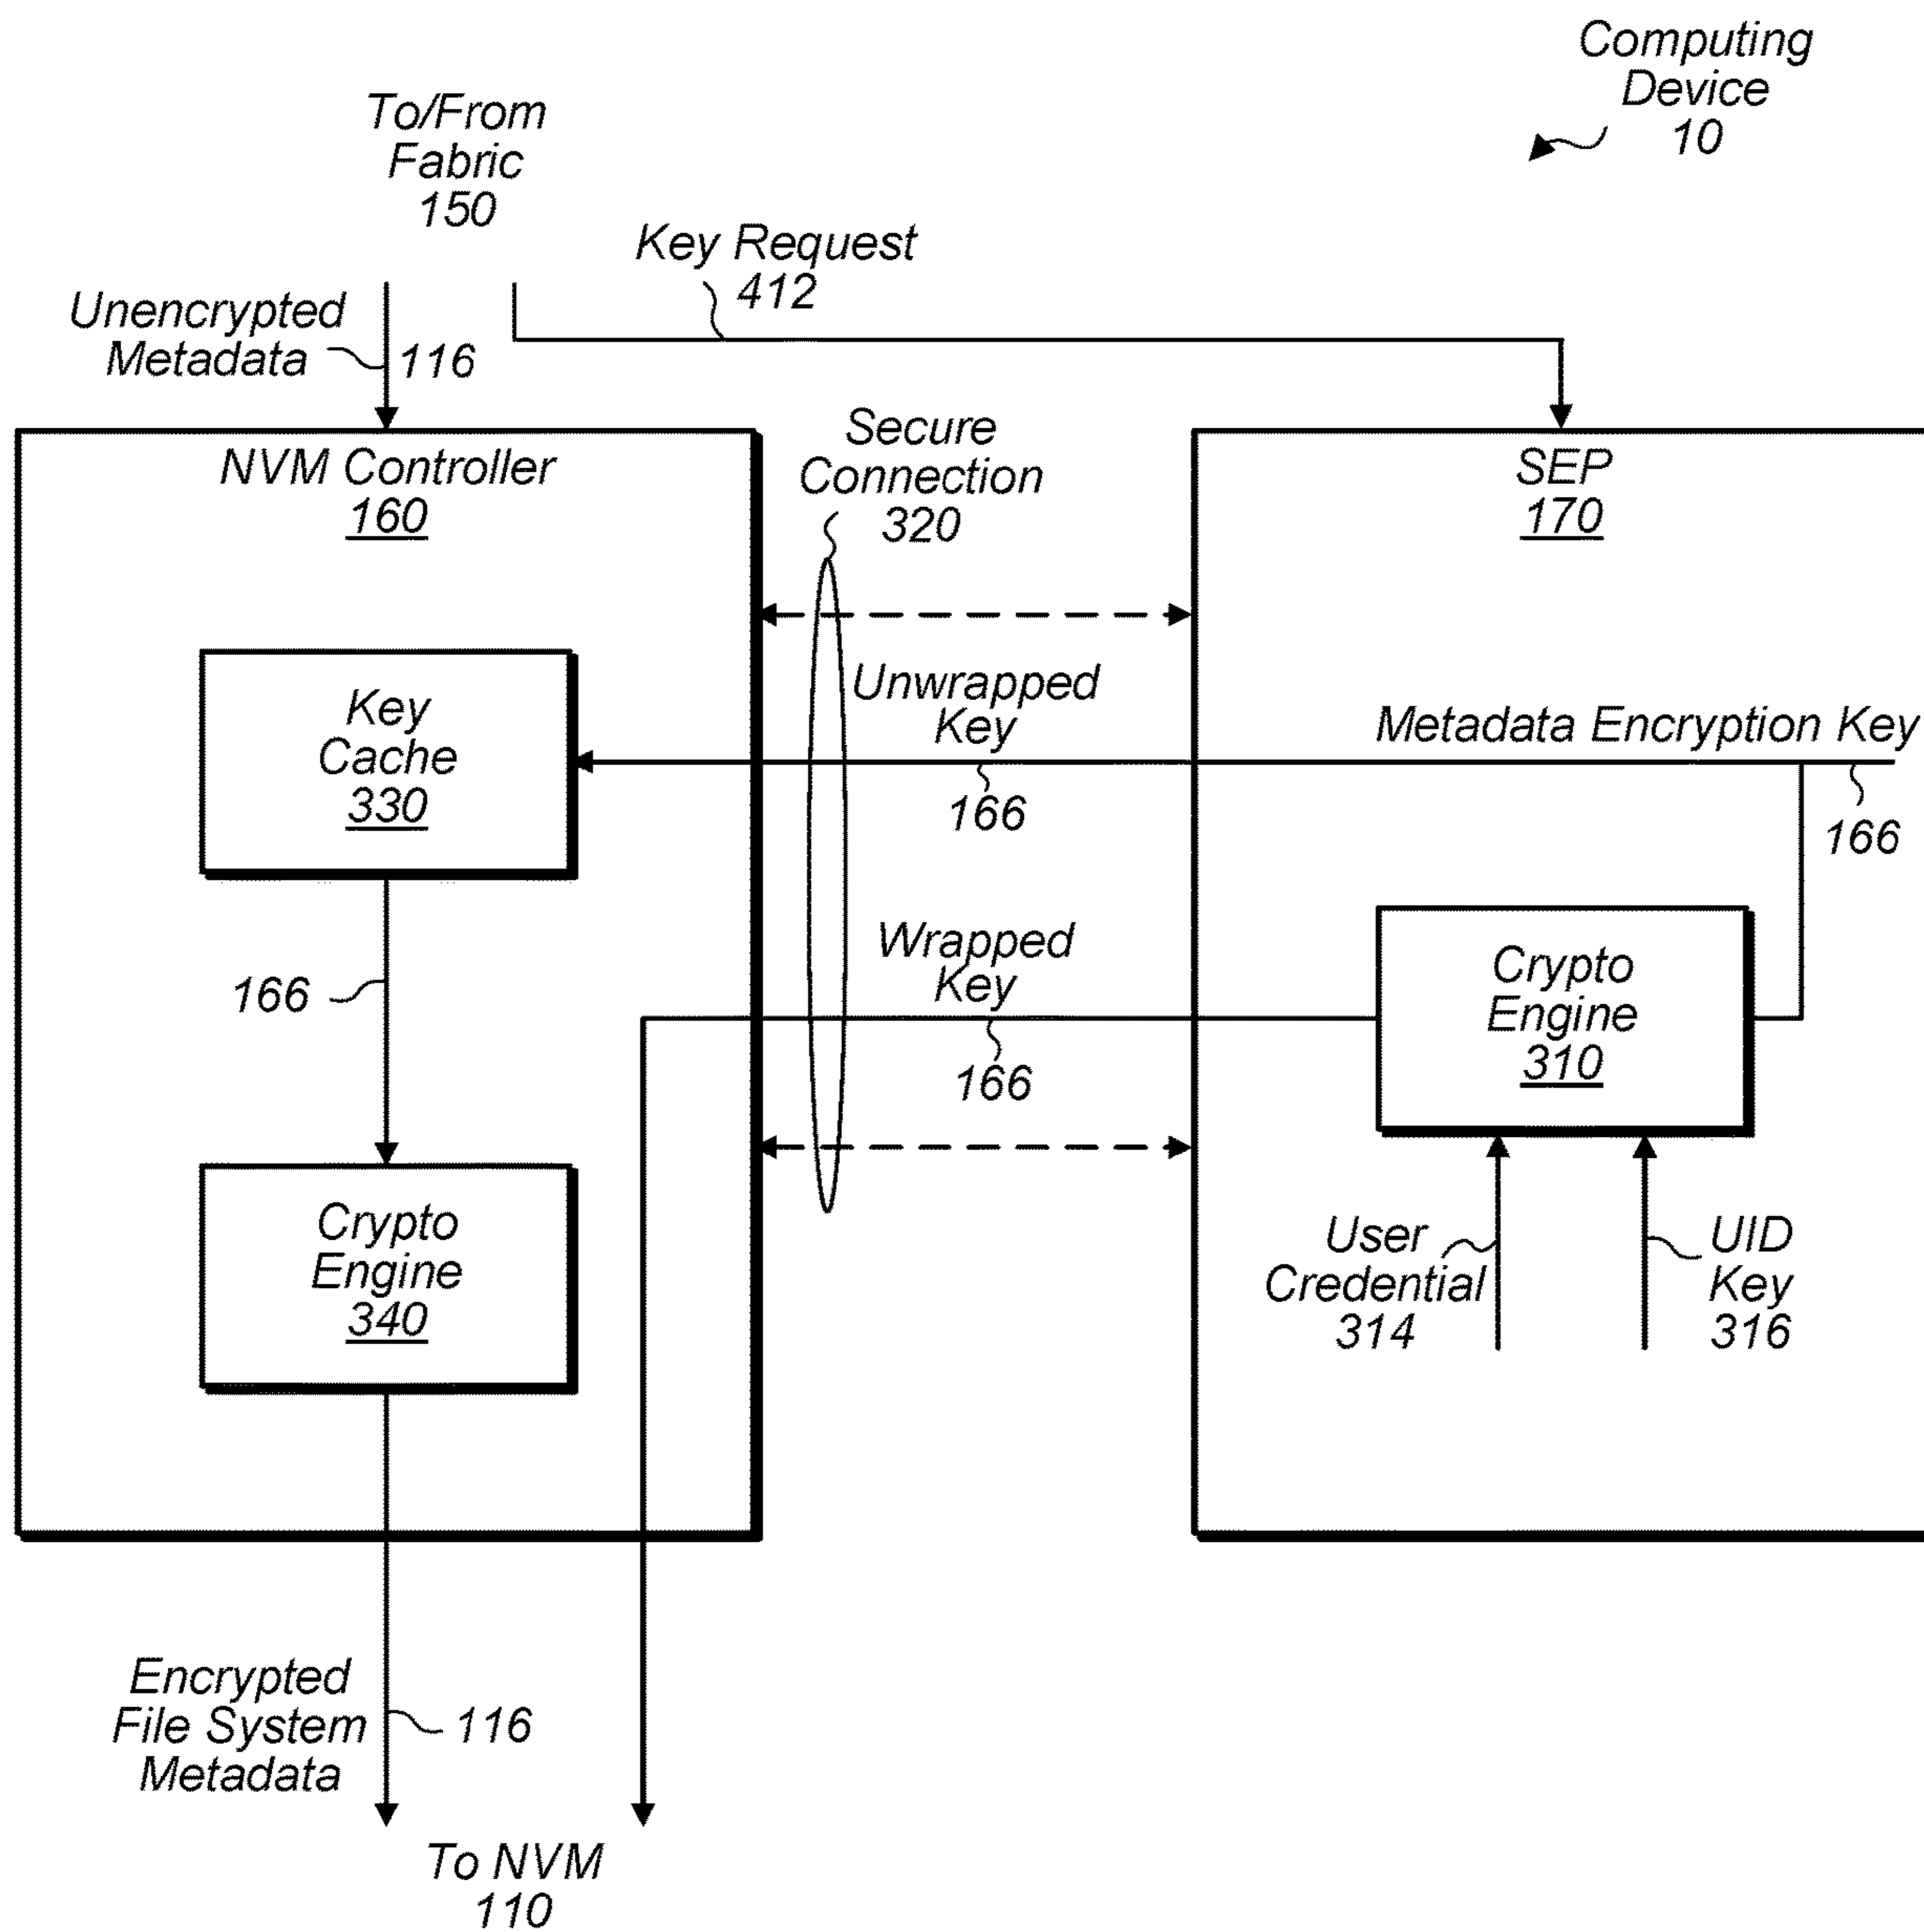 Computing
Device
10
To/From
Fabric
150
Key Request
412
Unencrypted
Metadata
116
NVM Controller
160
Secure
Connection
320
SEP
170
Key
Cache
330
Unwrapped
Key
166
Metadata Encryption Key
166
166
Wrapped
Key
166
Crypto
Engine
310
Crypto
Engine
340
User
Credential
314
UID
Key
316
Encrypted
File System
Metadata
116
To NVM
110